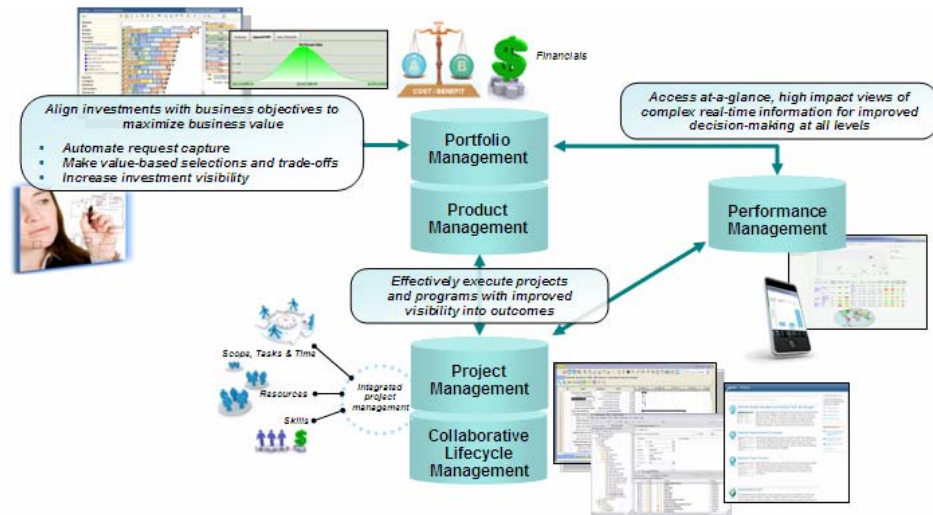 A
B
COST / BENEFIT
Financials
Align investments with business objectives to
maximize business value
• Automate request capture
• Make value-based selections and trade-offs
• Increase investment visibility
Access at-a-glance, high impact views of
complex real-time information for improved
decision-making at all levels
Portfolio
Management
Product
Management
Performance
Management
Effectively execute projects
and programs with improved
visibility into outcomes
Scope, Tasks & Time
Resources
Skills
Integrated
project
management
Project
Management
Collaborative
Lifecycle
Management